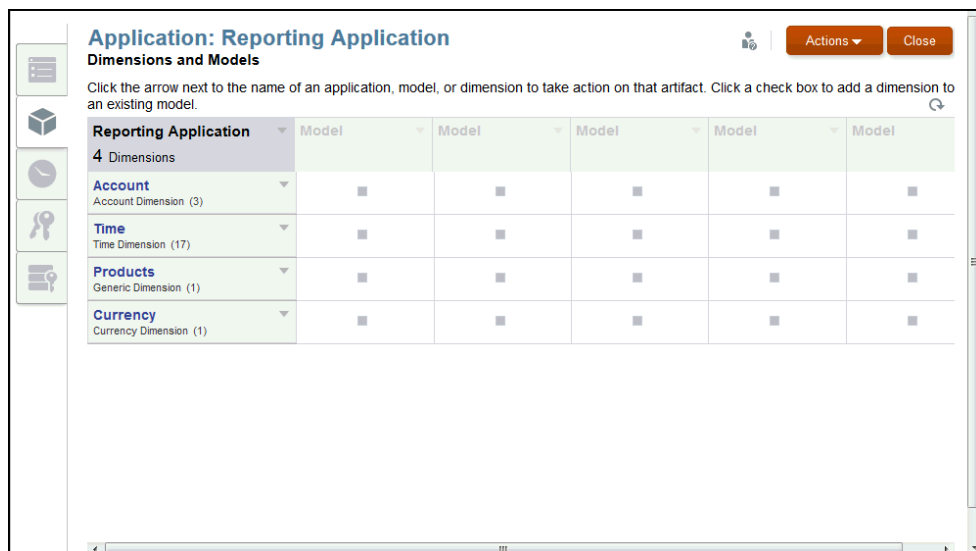 Application: Reporting Application
Actions
Close
Dimensions and Models
Click the arrow next to the name of an application, model, or dimension to take action on that artifact. Click a check box to add a dimension to
an existing model.
Reporting Application Model Model Model Model Model
4 Dimensions
Account
Account Dimension (3)
Time
Time Dimension (17)
Products
Generic Dimension (1)
Currency
Currency Dimension (1)